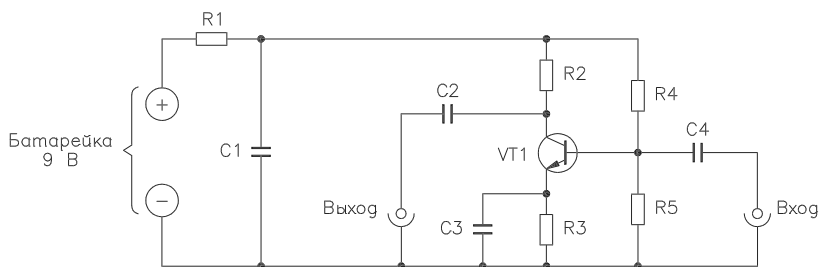 R1
R2
C2
R4
C4
Батарейка
9 В
C1
VT1
+
−
Выход
C3
R3
R5
Вход